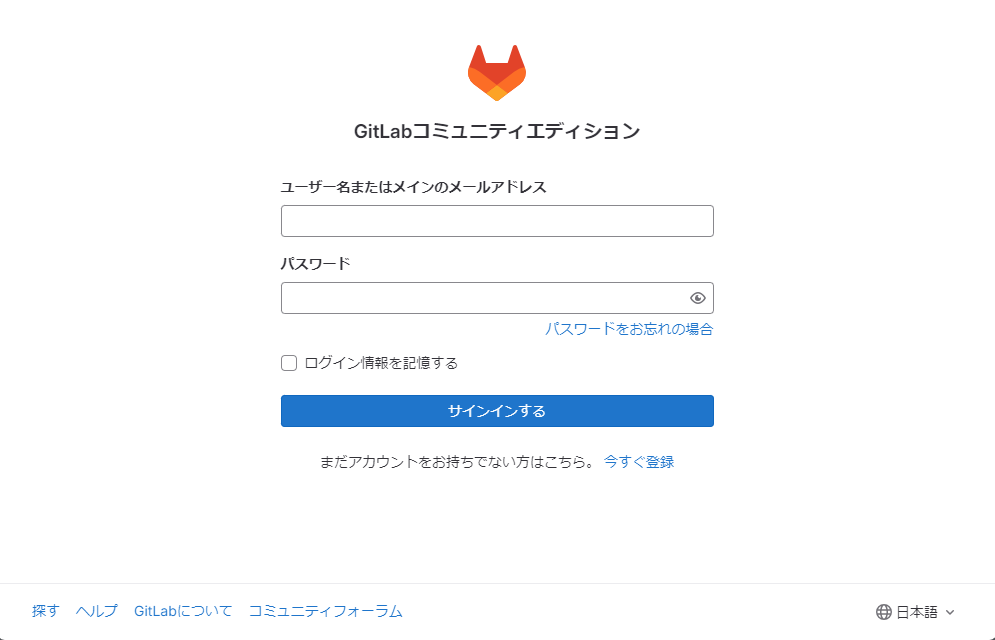 GitLabコミュニティエディション
ユーザー名またはメインのメールアドレス
パスワード
パスワードをお忘れの場合
ログイン情報を記憶する
サインインする
まだアカウントをお持ちでない方はこちら。 今すぐ登録
探す ヘルプ GitLabについて コミュニティフォーラム 日本語